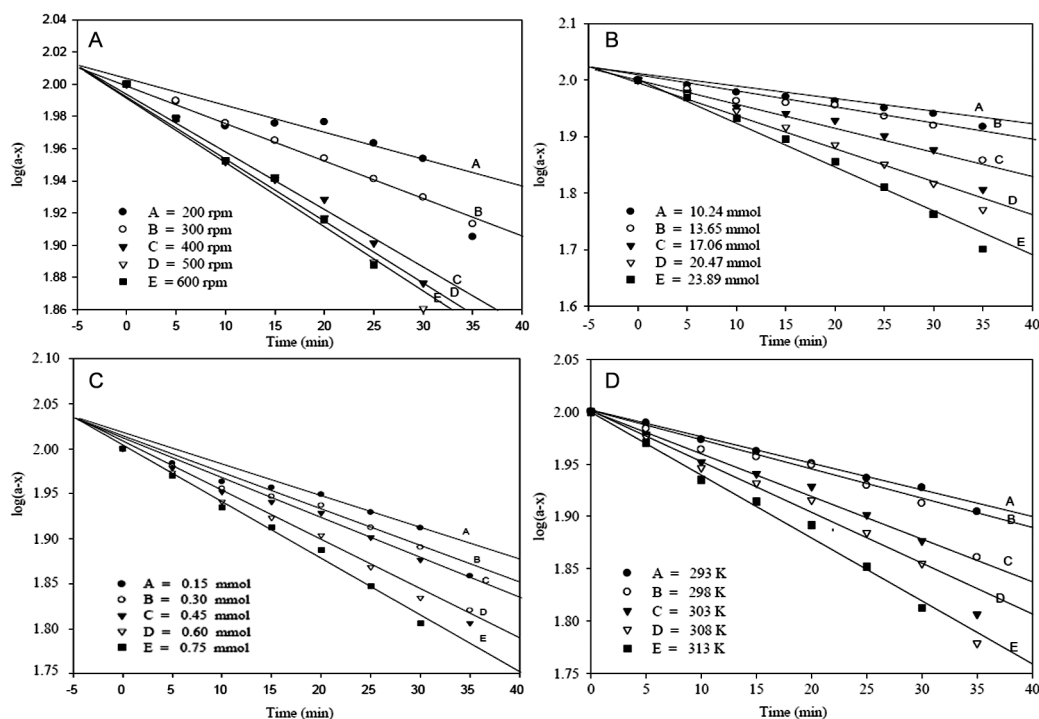 A
2.04
2.02
2.00
1.98
1.96
1.94
1.92
1.90
1.88
1.86
log(a-x)
A
B
C
D
E
A = 200 rpm
B = 300 rpm
C = 400 rpm
D = 500 rpm
E = 600 rpm
-5 0 5 10 15 20 25 30 35 40
Time (min)
B
2.1
2.0
1.9
1.8
1.7
1.6
log(a-x)
A
B
C
D
E
A = 10.24 mmol
B = 13.65 mmol
C = 17.06 mmol
D = 20.47 mmol
E = 23.89 mmol
-5 0 5 10 15 20 25 30 35 40
Time (min)
C
2.10
2.05
2.00
1.95
1.90
1.85
1.80
1.75
log(a-x)
A
B
C
D
E
A = 0.15 mmol
B = 0.30 mmol
C = 0.45 mmol
D = 0.60 mmol
E = 0.75 mmol
-5 0 5 10 15 20 25 30 35 40
Time (min)
D
2.05
2.00
1.95
1.90
1.85
1.80
1.75
log(a-x)
A
B
C
D
E
A = 293 K
B = 298 K
C = 303 K
D = 308 K
E = 313 K
0 5 10 15 20 25 30 35 40
Time (min)